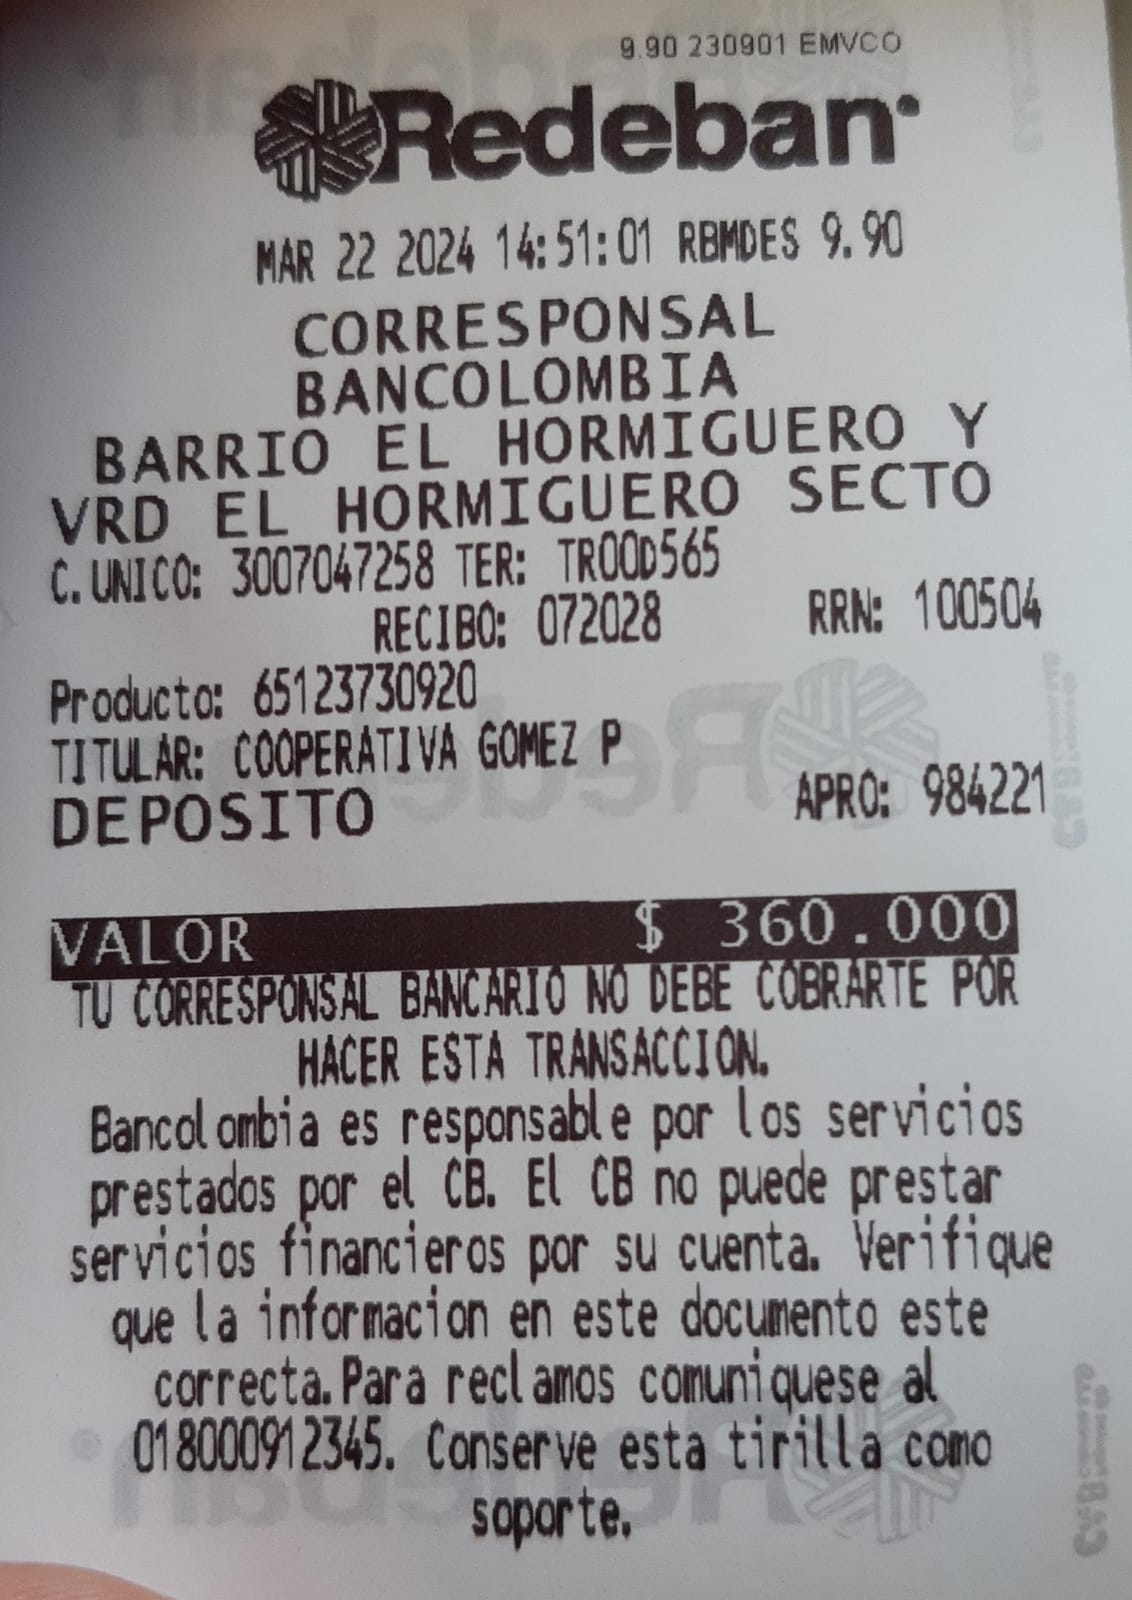 9.90 230901 EMVCO
Redeban
MAR 22 2024 14:51:01 RBMDES 9.90
CORRESPONSAL
BANCOLOMBIA
BARRIO EL HORMIGUERO Y
VRD EL HORMIGUERO SECTO
C.UNICO: 3007047258 TER: TR00D565
RECIBO: 072028 RRN: 100504
Producto: 65123730920
TITULAR: COOPERATIVA GOMEZ P
DEPOSITO APRO: 984221
VALOR $ 360.000
TU CORRESPONSAL BANCARIO NO DEBE COBRARTE POR
HACER ESTA TRANSACCION.
Bancolombia es responsable por los servicios
prestados por el CB. El CB no puede prestar
servicios financieros por su cuenta. Verifique
que la informacion en este documento este
correcta.Para reclamos comuniquese al
018000912345. Conserve esta tirilla como
soporte.